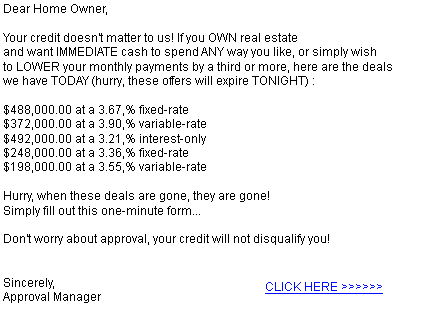 Dear Home Owner,
Your credit doesn't matter to us! If you OWN real estate
and want IMMEDIATE cash to spend ANY way you like, or simply wish
to LOWER your monthly payments by a third or more, here are the deals
we have TODAY (hurry, these offers will expire TONIGHT) :
$488,000.00 at a 3.67,% fixed-rate
$372,000.00 at a 3.90,% variable-rate
$492,000.00 at a 3.21,% interest-only
$248,000.00 at a 3.36,% fixed-rate
$198,000.00 at a 3.55,% variable-rate
Hurry, when these deals are gone, they are gone!
Simply fill out this one-minute form...
Don't worry about approval, your credit will not disqualify you!
Sincerely,
Approval Manager
CLICK HERE >>>>>>